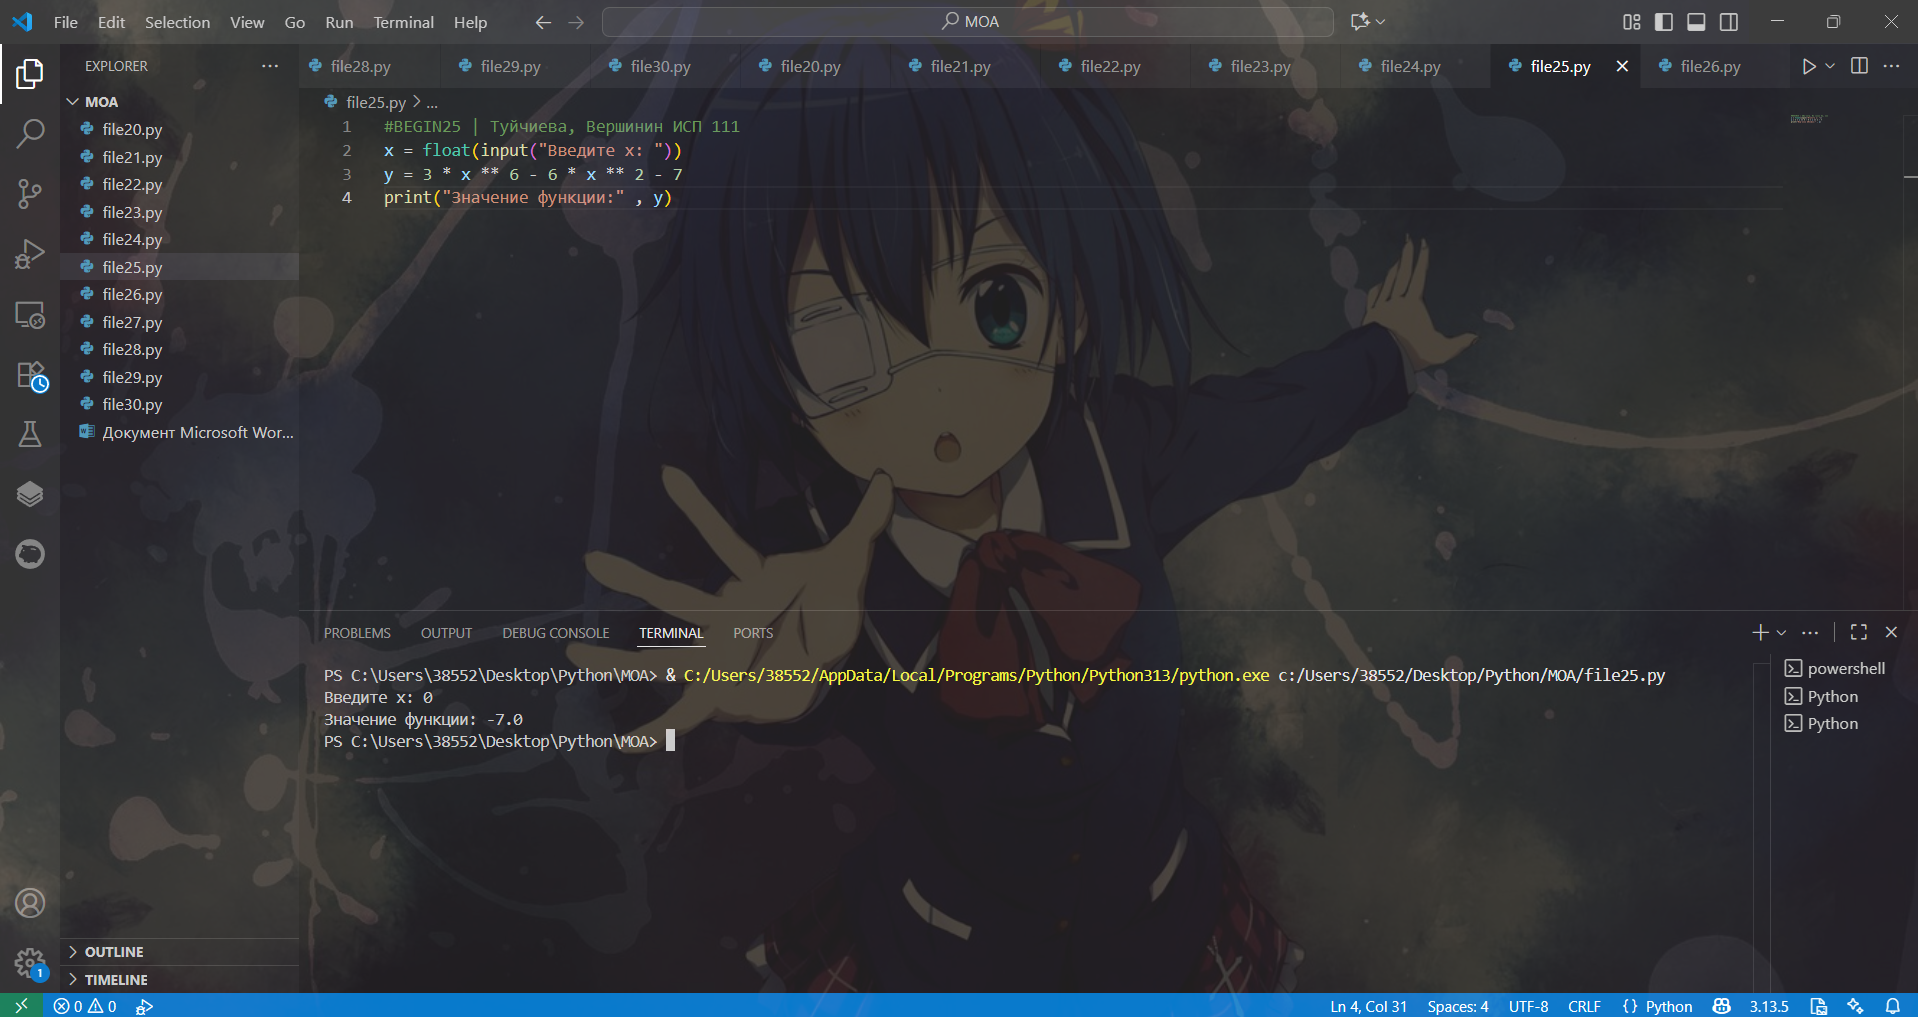 File Edit Selection View Go Run Terminal Help
MOA
EXPLORER
file28.py file29.py file30.py file20.py file21.py file22.py file23.py file24.py file25.py file26.py
MOA
file20.py
file21.py
file22.py
file23.py
file24.py
file25.py
file26.py
file27.py
file28.py
file29.py
file30.py
Документ Microsoft Wor...
file25.py > ...
1 #BEGIN25 | Туйчиева, Вершинин ИСП 111
2 x = float(input("Введите x: "))
3 y = 3 * x ** 6 - 6 * x ** 2 - 7
4 print("Значение функции:" , y)
PROBLEMS OUTPUT DEBUG CONSOLE TERMINAL PORTS
PS C:\Users\38552\Desktop\Python\MOA> & C:/Users/38552/AppData/Local/Programs/Python/Python313/python.exe c:/Users/38552/Desktop/Python/MOA/file25.py
Введите x: 0
Значение функции: -7.0
PS C:\Users\38552\Desktop\Python\MOA>
powershell
Python
Python
OUTLINE
TIMELINE
1
0 0
Ln 4, Col 31 Spaces: 4 UTF-8 CRLF {} Python 3.13.5